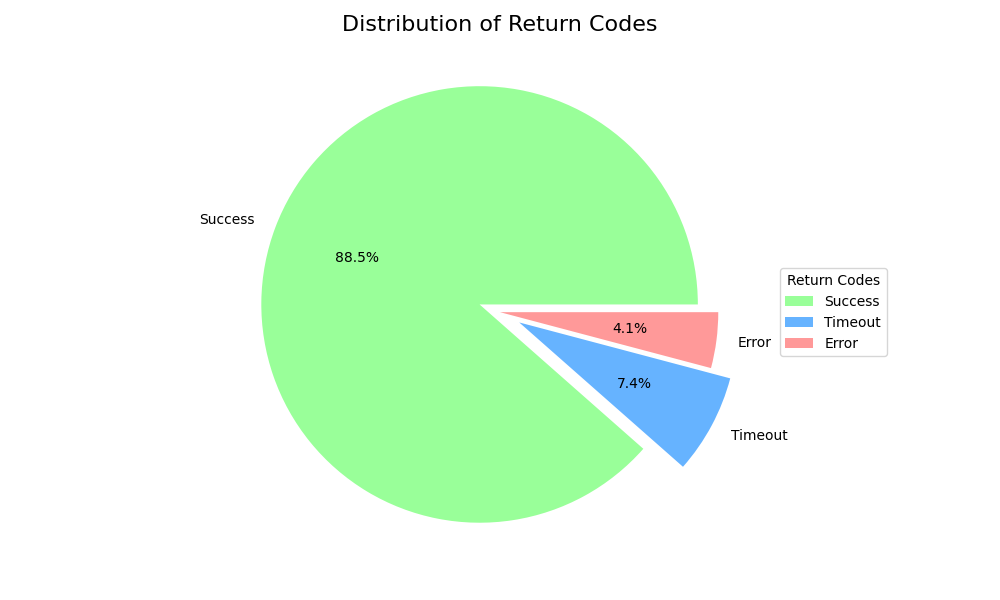 Distribution of Return Codes
Success
88.5%
Return Codes
Success
Timeout
Error
4.1%
Error
7.4%
Timeout